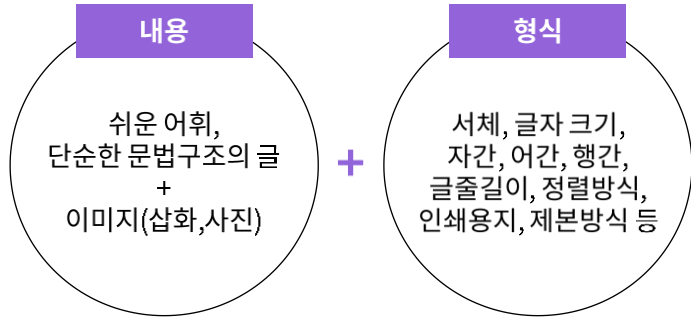 내용
쉬운 어휘,
단순한 문법구조의 글
+
이미지(삽화,사진)
+
형식
서체, 글자 크기,
자간, 어간, 행간,
글줄길이, 정렬방식,
인쇄용지, 제본방식 등